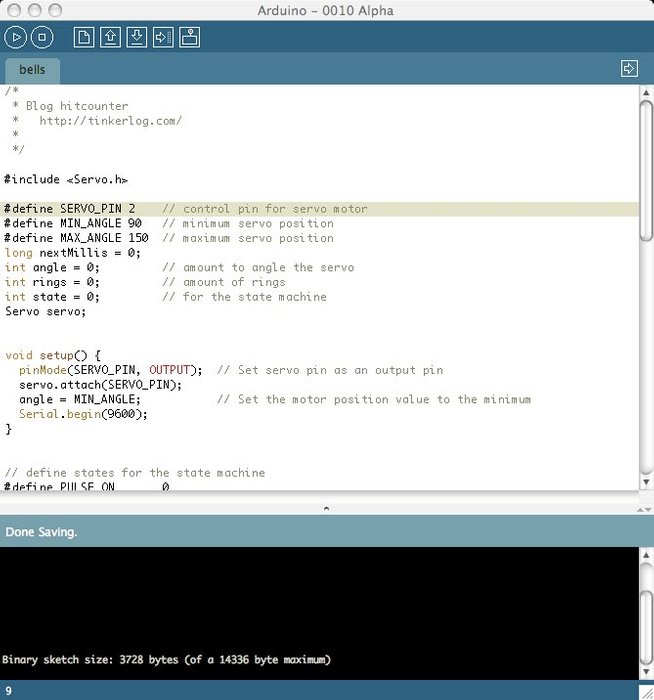 Arduino - 0010 Alpha
bells
/*
 * Blog hitcounter
 *   http://tinkerlog.com/
 *
 */
#include <Servo.h>
#define SERVO_PIN 2    // control pin for servo motor
#define MIN_ANGLE 90   // minimum servo position
#define MAX_ANGLE 150  // maximum servo position
long nextMillis = 0;
int angle = 0;         // amount to angle the servo
int rings = 0;         // amount of rings
int state = 0;         // for the state machine
Servo servo;
void setup() {
  pinMode(SERVO_PIN, OUTPUT);  // Set servo pin as an output pin
  servo.attach(SERVO_PIN);
  angle = MIN_ANGLE;           // Set the motor position value to the minimum
  Serial.begin(9600);
}
// define states for the state machine
#define PULSE_ON       0
Done Saving.
Binary sketch size: 3728 bytes (of a 14336 byte maximum)
9